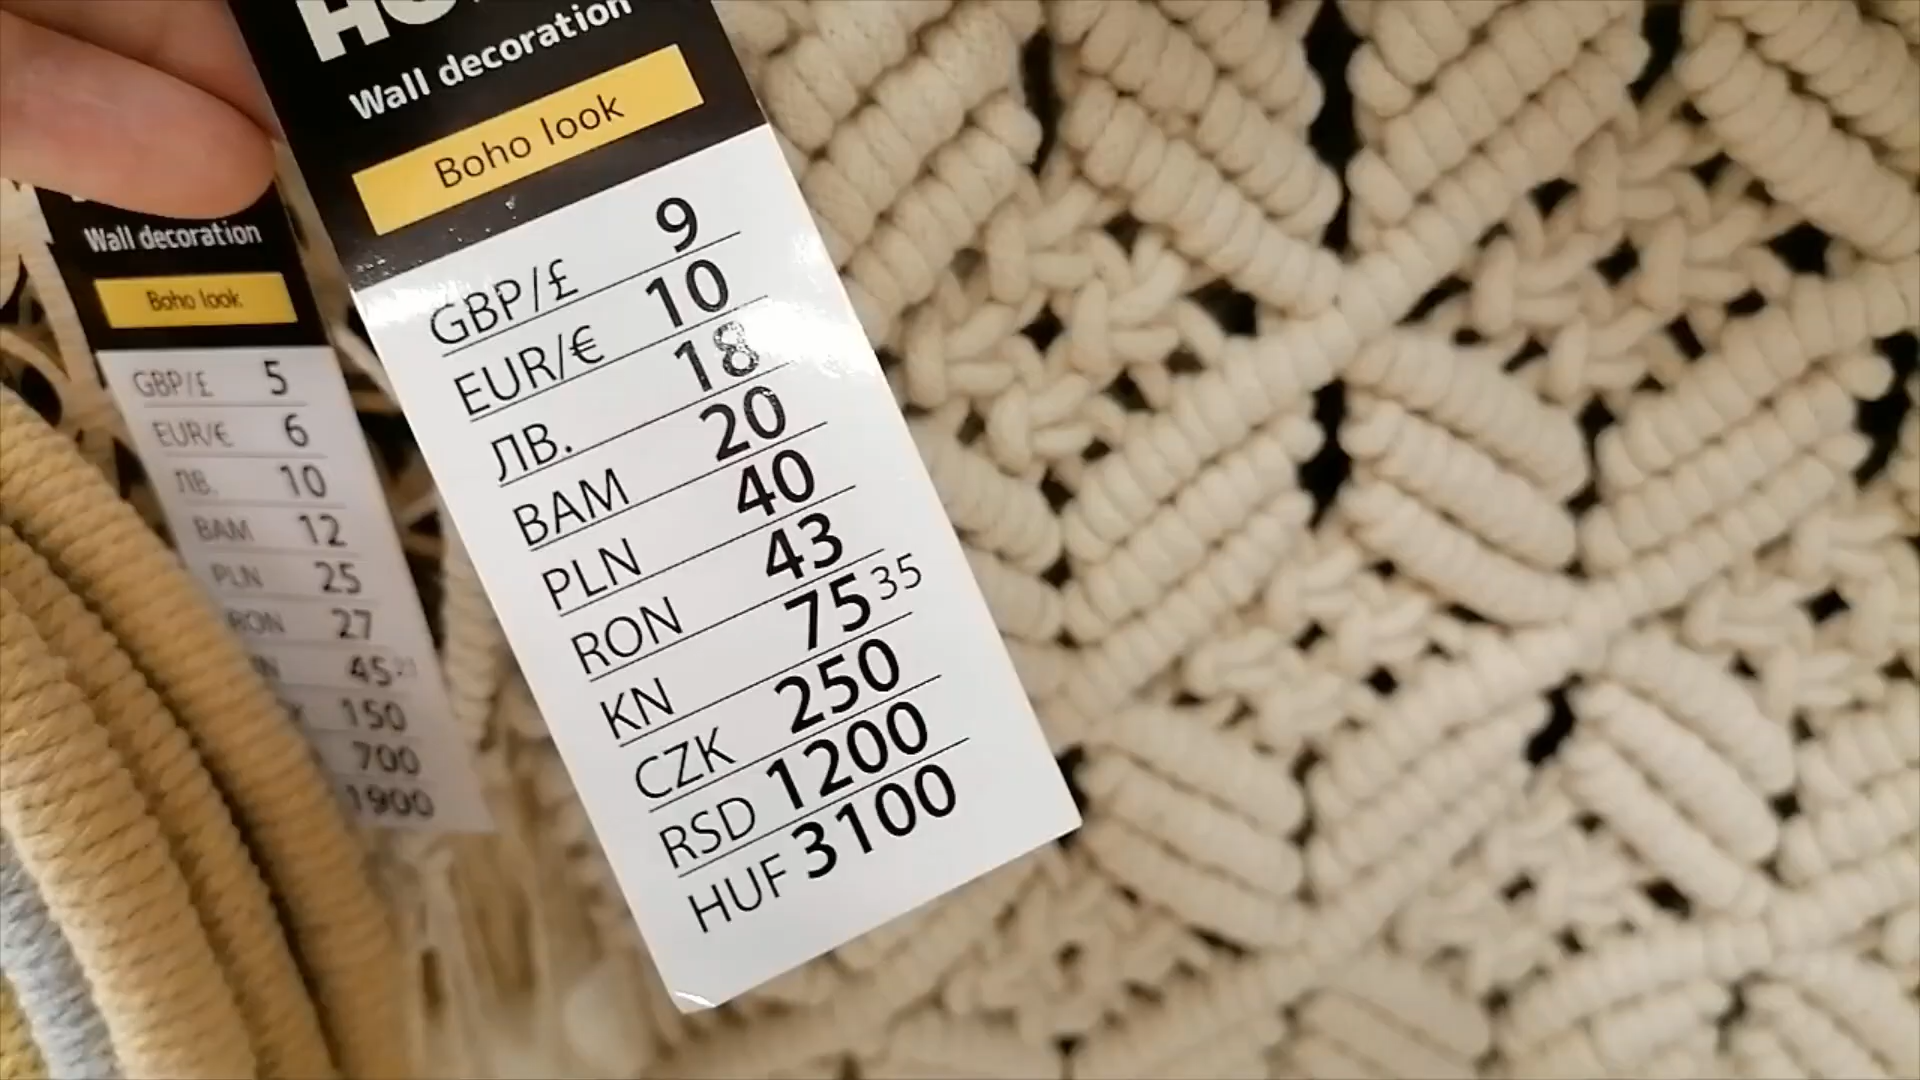 Wall decoration
Boho look
GBP/£ 9
EUR/€ 10
ЛВ. 18
BAM 20
PLN 40
RON 43
KN 75 35
CZK 250
RSD 1200
HUF 3100
Wall decoration
Boho look
GBP/£ 5
EUR/€ 6
ЛВ. 10
BAM 12
PLN 25
RON 27
45
150
700
1900